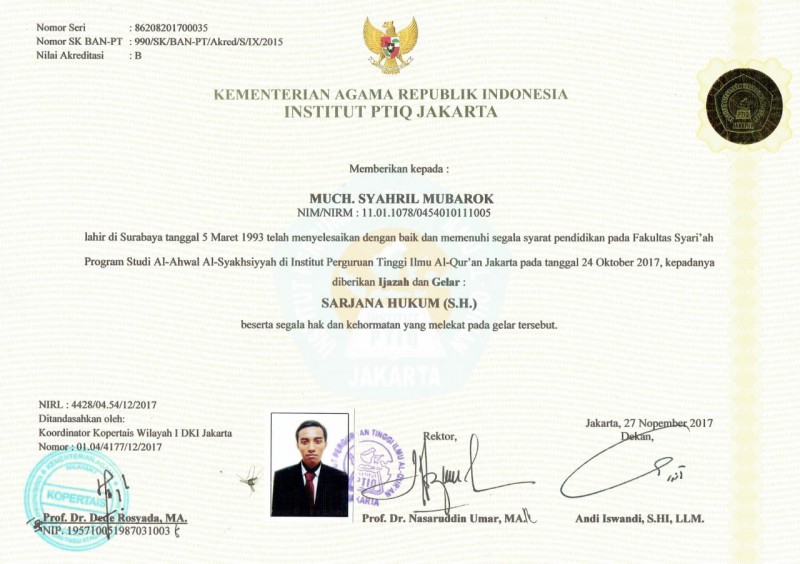 Nomor Seri : 86208201700035
Nomor SK BAN-PT : 990/SK/BAN-PT/Akred/S/IX/2015
Nilai Akreditasi : B
KEMENTERIAN AGAMA REPUBLIK INDONESIA
INSTITUT PTIQ JAKARTA
Memberikan kepada :
MUCH. SYAHRIL MUBAROK
NIM/NIRM : 11.01.1078/0454010111005
lahir di Surabaya tanggal 5 Maret 1993 telah menyelesaikan dengan baik dan memenuhi segala syarat pendidikan pada Fakultas Syari'ah
Program Studi Al-Ahwal Al-Syakhsiyyah di Institut Perguruan Tinggi Ilmu Al-Qur'an Jakarta pada tanggal 24 Oktober 2017, kepadanya
diberikan Ijazah dan Gelar :
SARJANA HUKUM (S.H.)
beserta segala hak dan kehormatan yang melekat pada gelar tersebut.
JAKARTA
NIRL : 4428/04.54/12/2017
Ditandasahkan oleh:
Koordinator Kopertais Wilayah I DKI Jakarta
Nomor : 01.04/4177/12/2017
KOPERTAIS
Prof. Dr. Dede Rosyada, MA.
NIP. 195710051987031003
Rektor,
Prof. Dr. Nasaruddin Umar, MA.
Jakarta, 27 Nopember 2017
Dekan,
Andi Iswandi, S.HI, LLM.